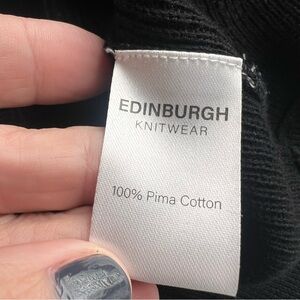 EDINBURGH
KNITWEAR
100% Pima Cotton